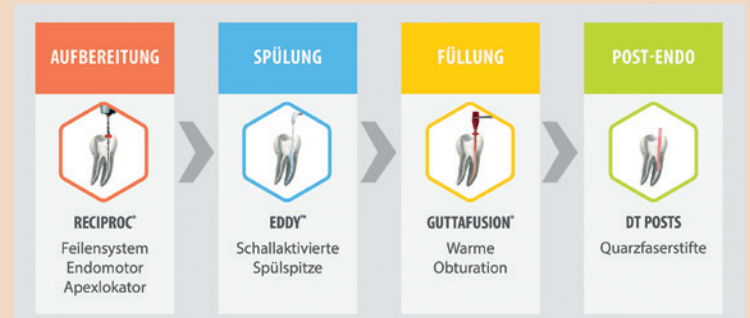 AUFBEREITUNG
RECIPROC®
Feilensystem
Endomotor
Apexlokator
SPÜLUNG
EDDY™
Schallaktivierte
Spülspitze
FÜLLUNG
GUTTAFUSION®
Warme
Obturation
POST-ENDO
DT POSTS
Quarzfaserstifte